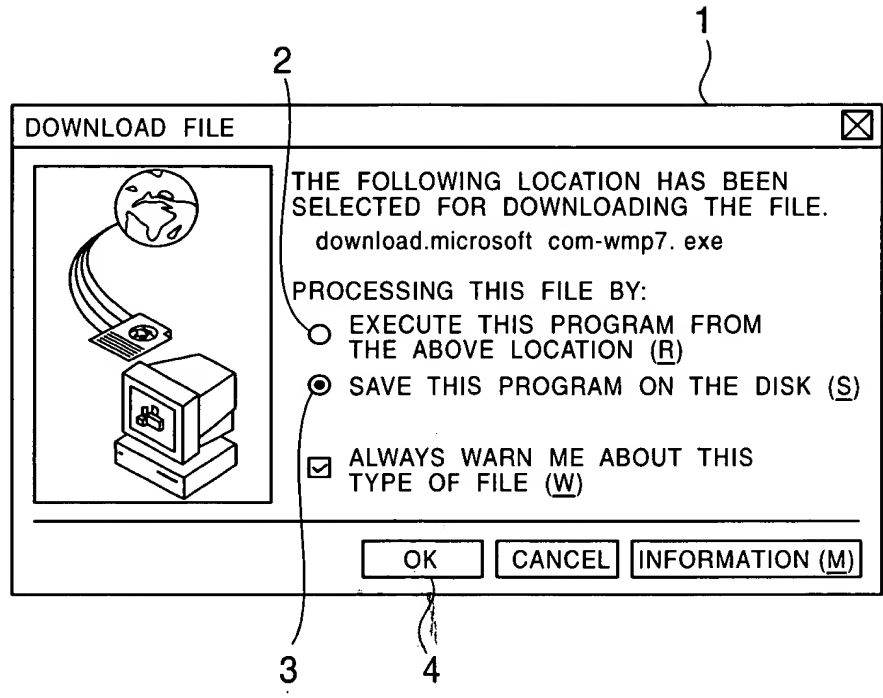 1
2
DOWNLOAD FILE
THE FOLLOWING LOCATION HAS BEEN
SELECTED FOR DOWNLOADING THE FILE.
download.microsoft com-wmp7. exe
PROCESSING THIS FILE BY:
EXECUTE THIS PROGRAM FROM
THE ABOVE LOCATION (R)
SAVE THIS PROGRAM ON THE DISK (S)
ALWAYS WARN ME ABOUT THIS
TYPE OF FILE (W)
OK CANCEL INFORMATION (M)
3 4